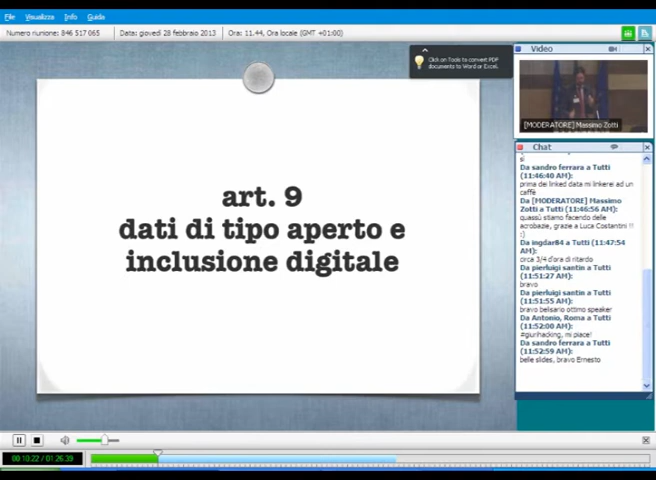 File Visualizza Info Guida
Numero riunione: 846 517 065 Data: giovedì 28 febbraio 2013 Ora: 11.44, Ora locale (GMT +01:00)
Click on Tools to convert PDF
documents to Word or Excel.
art. 9
dati di tipo aperto e
inclusione digitale
Video
[MODERATORE] Massimo Zotti
Chat
sì
Da sandro ferrara a Tutti
(11:46:40 AM):
prima dei linked data mi linkerei ad un
caffè
Da [MODERATORE] Massimo
Zotti a Tutti (11:46:56 AM):
quassù stiamo facendo delle
acrobazie, grazie a Luca Costantini !!
:)
Da ingdar84 a Tutti (11:47:54
AM):
circa 3/4 d'ora di ritardo
Da pierluigi santin a Tutti
(11:51:27 AM):
bravo
Da pierluigi santin a Tutti
(11:51:55 AM):
bravo belisario ottimo speaker
Da Antonio, Roma a Tutti
(11:52:00 AM):
#giurihacking, mi piace!
Da sandro ferrara a Tutti
(11:52:59 AM):
belle slides, bravo Ernesto
00:10:22 / 01:26:39